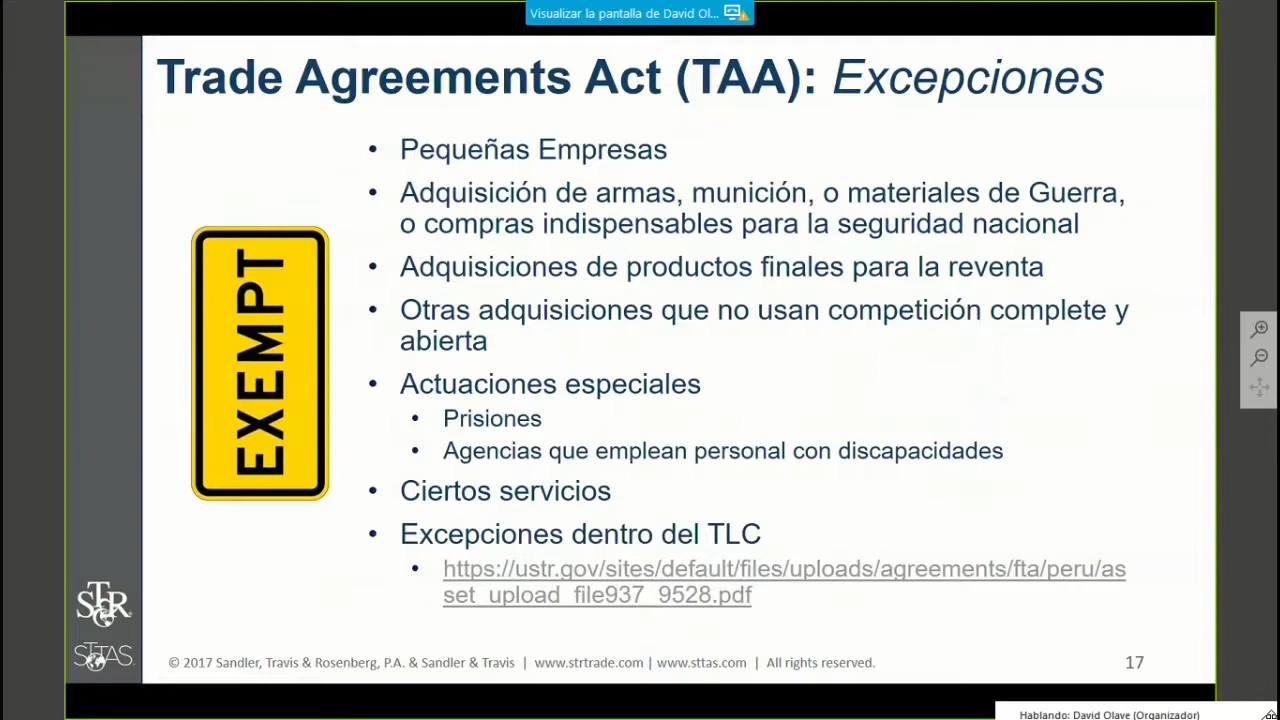 Visualizar la pantalla de David Ol...
Trade Agreements Act (TAA): Excepciones
• Pequeñas Empresas
• Adquisición de armas, munición, o materiales de Guerra,
o compras indispensables para la seguridad nacional
• Adquisiciones de productos finales para la reventa
• Otras adquisiciones que no usan competición complete y
abierta
• Actuaciones especiales
• Prisiones
• Agencias que emplean personal con discapacidades
• Ciertos servicios
• Excepciones dentro del TLC
• https://ustr.gov/sites/default/files/uploads/agreements/fta/peru/as
set_upload_file937_9528.pdf
EXEMPT
ST&R
STTAS
© 2017 Sandler, Travis & Rosenberg, P.A. & Sandler & Travis | www.strtrade.com | www.sttas.com | All rights reserved.
17
Hablando: David Olave (Organizador)